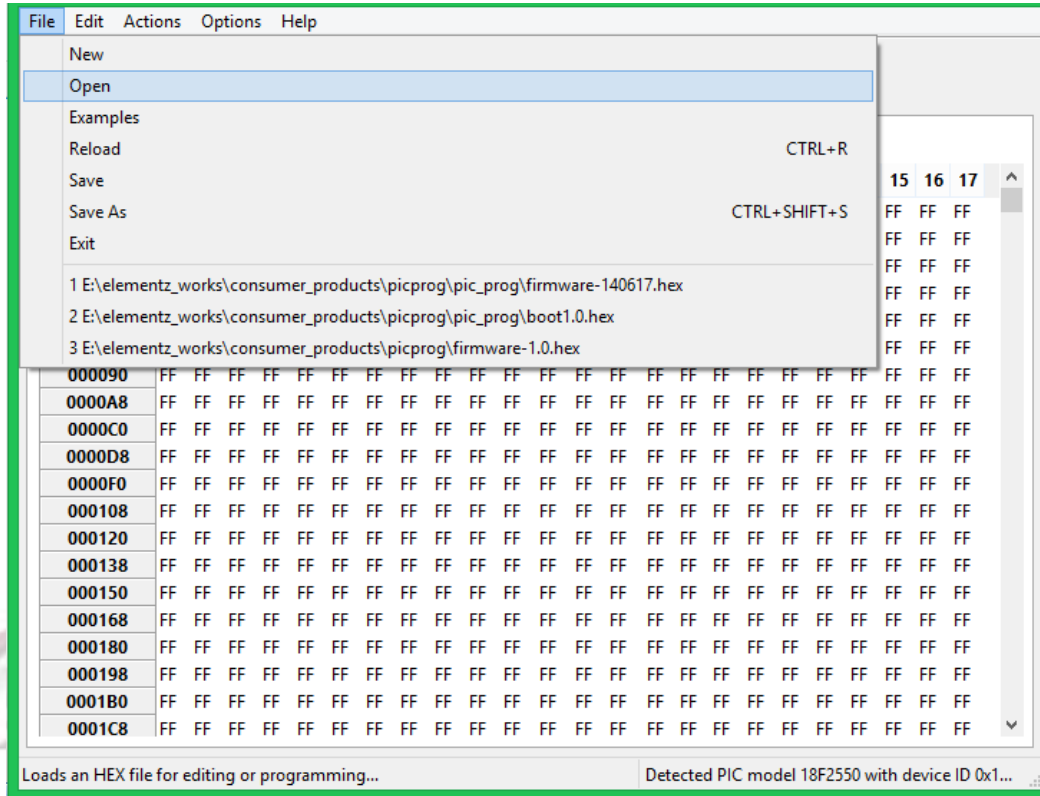 File Edit Actions Options Help
New
Open
Examples
Reload CTRL+R
Save
Save As CTRL+SHIFT+S
Exit
1 E:\elementz_works\consumer_products\picprog\pic_prog\firmware-140617.hex
2 E:\elementz_works\consumer_products\picprog\pic_prog\boot1.0.hex
3 E:\elementz_works\consumer_products\picprog\firmware-1.0.hex
15 16 17
FF FF FF
FF FF FF
FF FF FF
FF FF FF
FF FF FF
FF FF FF
000090 FF FF FF FF FF FF FF FF FF FF FF FF FF FF FF FF FF FF FF FF FF FF FF FF
0000A8 FF FF FF FF FF FF FF FF FF FF FF FF FF FF FF FF FF FF FF FF FF FF FF FF
0000C0 FF FF FF FF FF FF FF FF FF FF FF FF FF FF FF FF FF FF FF FF FF FF FF FF
0000D8 FF FF FF FF FF FF FF FF FF FF FF FF FF FF FF FF FF FF FF FF FF FF FF FF
0000F0 FF FF FF FF FF FF FF FF FF FF FF FF FF FF FF FF FF FF FF FF FF FF FF FF
000108 FF FF FF FF FF FF FF FF FF FF FF FF FF FF FF FF FF FF FF FF FF FF FF FF
000120 FF FF FF FF FF FF FF FF FF FF FF FF FF FF FF FF FF FF FF FF FF FF FF FF
000138 FF FF FF FF FF FF FF FF FF FF FF FF FF FF FF FF FF FF FF FF FF FF FF FF
000150 FF FF FF FF FF FF FF FF FF FF FF FF FF FF FF FF FF FF FF FF FF FF FF FF
000168 FF FF FF FF FF FF FF FF FF FF FF FF FF FF FF FF FF FF FF FF FF FF FF FF
000180 FF FF FF FF FF FF FF FF FF FF FF FF FF FF FF FF FF FF FF FF FF FF FF FF
000198 FF FF FF FF FF FF FF FF FF FF FF FF FF FF FF FF FF FF FF FF FF FF FF FF
0001B0 FF FF FF FF FF FF FF FF FF FF FF FF FF FF FF FF FF FF FF FF FF FF FF FF
0001C8 FF FF FF FF FF FF FF FF FF FF FF FF FF FF FF FF FF FF FF FF FF FF FF FF
Loads an HEX file for editing or programming... Detected PIC model 18F2550 with device ID 0x1...